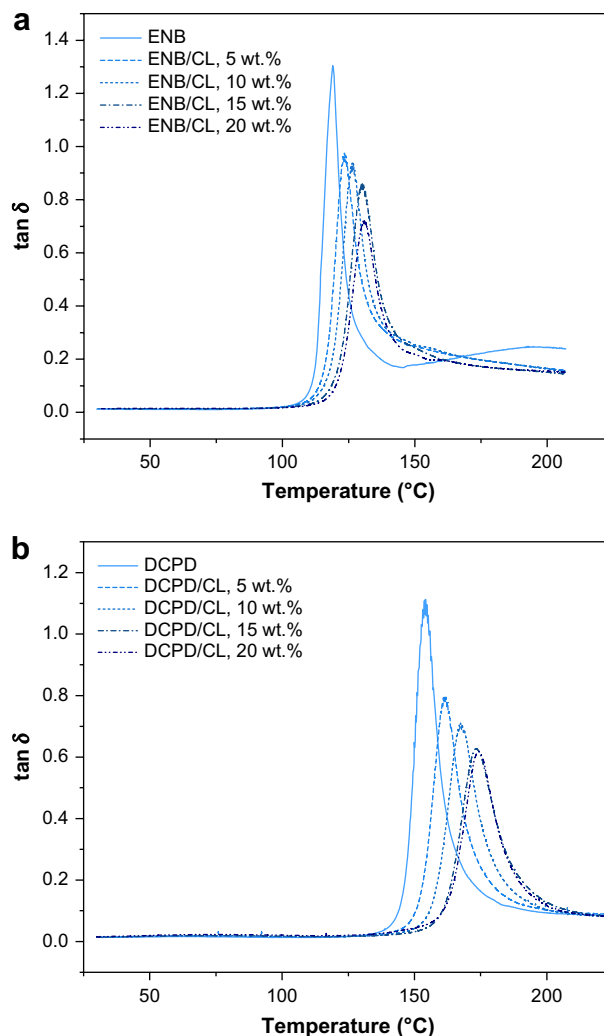 a
1.4
1.2
1.0
0.8
0.6
0.4
0.2
0.0
tan δ
ENB
ENB/CL, 5 wt.%
ENB/CL, 10 wt.%
ENB/CL, 15 wt.%
ENB/CL, 20 wt.%
50 100 150 200
Temperature (°C)
b
1.2
1.0
0.8
0.6
0.4
0.2
0.0
tan δ
DCPD
DCPD/CL, 5 wt.%
DCPD/CL, 10 wt.%
DCPD/CL, 15 wt.%
DCPD/CL, 20 wt.%
50 100 150 200
Temperature (°C)